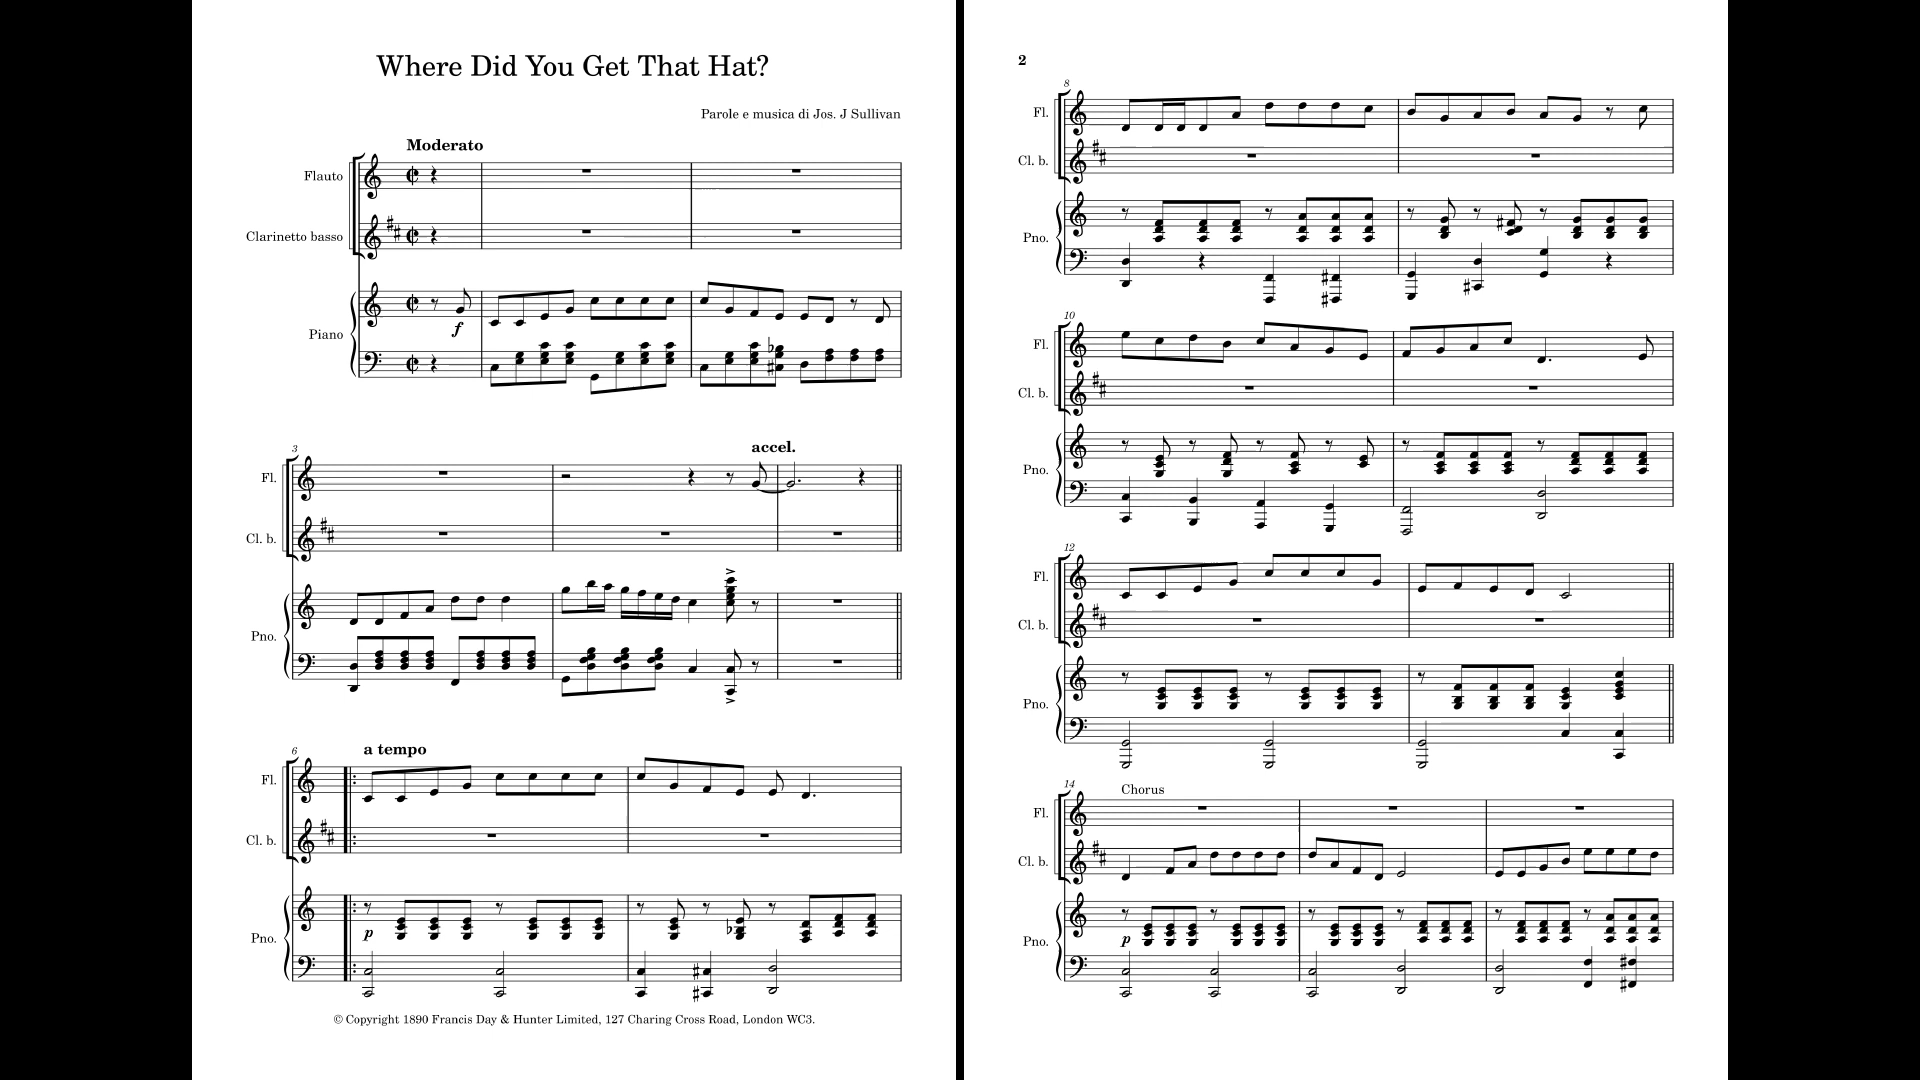 Where Did You Get That Hat?
Parole e musica di Jos. J Sullivan
Moderato
Flauto
Clarinetto basso
Piano
f
3
accel.
Fl.
Cl. b.
Pno.
6
a tempo
Fl.
Cl. b.
Pno.
p
© Copyright 1890 Francis Day & Hunter Limited, 127 Charing Cross Road, London WC3.
2
8
Fl.
Cl. b.
Pno.
10
Fl.
Cl. b.
Pno.
12
Fl.
Cl. b.
Pno.
14
Chorus
Fl.
Cl. b.
Pno.
p